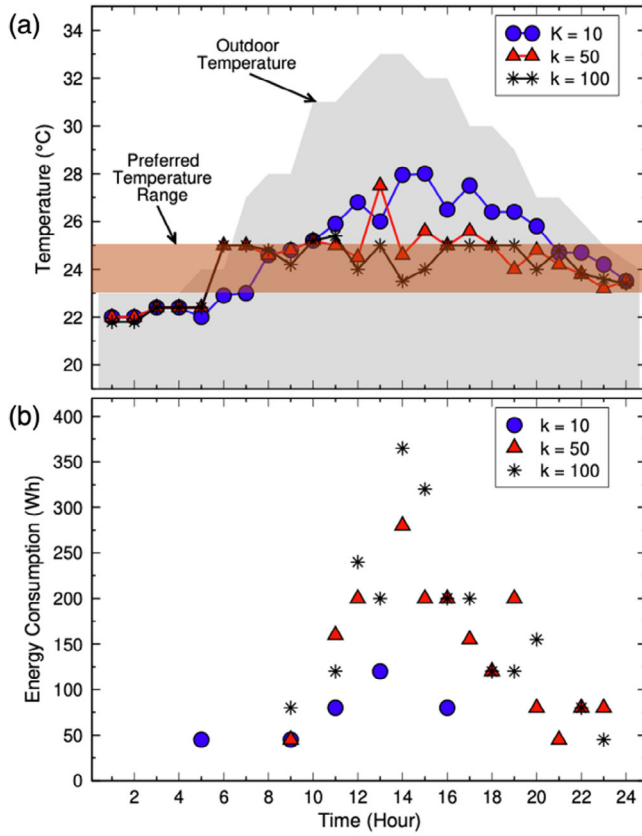 (a)
35
34
32
30
28
26
24
22
20
Temperature (°C)
Outdoor
Temperature
Preferred
Temperature
Range
K = 10
k = 50
k = 100
(b)
400
350
300
250
200
150
100
50
0
Energy Consumption (Wh)
k = 10
k = 50
k = 100
2 4 6 8 10 12 14 16 18 20 22 24
Time (Hour)